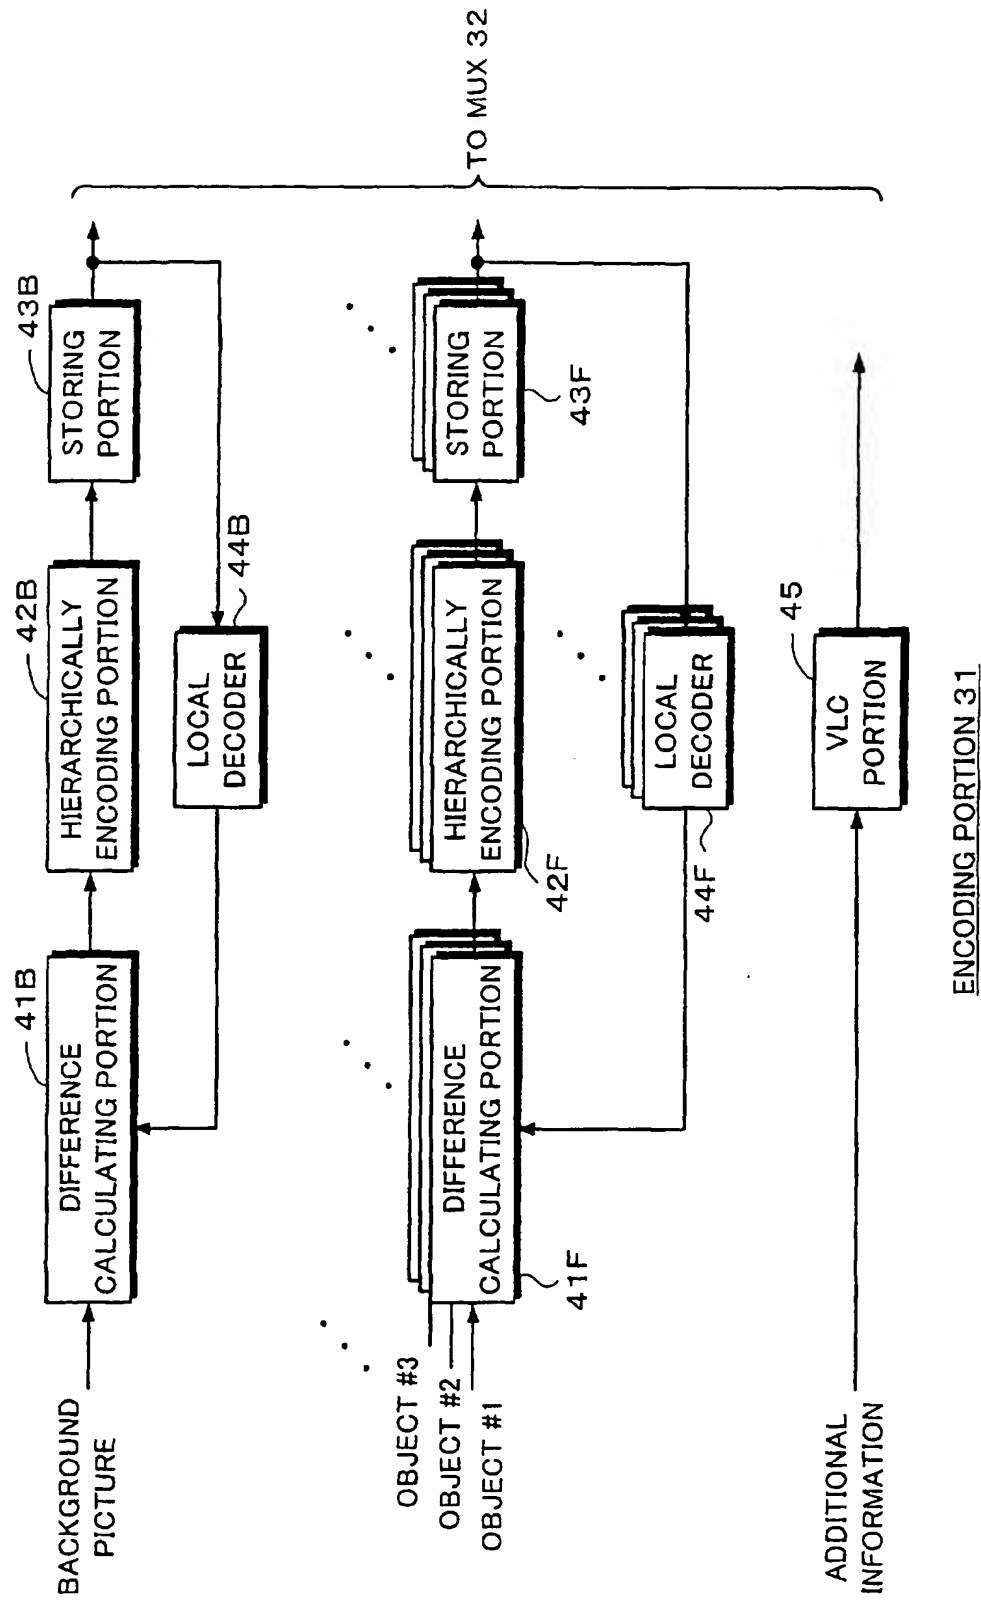 BACKGROUND
PICTURE
41B
DIFFERENCE
CALCULATING PORTION
42B
HIERARCHICALLY
ENCODING PORTION
43B
STORING
PORTION
44B
LOCAL
DECODER
OBJECT #3
OBJECT #2
OBJECT #1
DIFFERENCE
CALCULATING PORTION
41F
HIERARCHICALLY
ENCODING PORTION
42F
STORING
PORTION
43F
LOCAL
DECODER
44F
TO MUX 32
ADDITIONAL
INFORMATION
45
VLC
PORTION
ENCODING PORTION 31